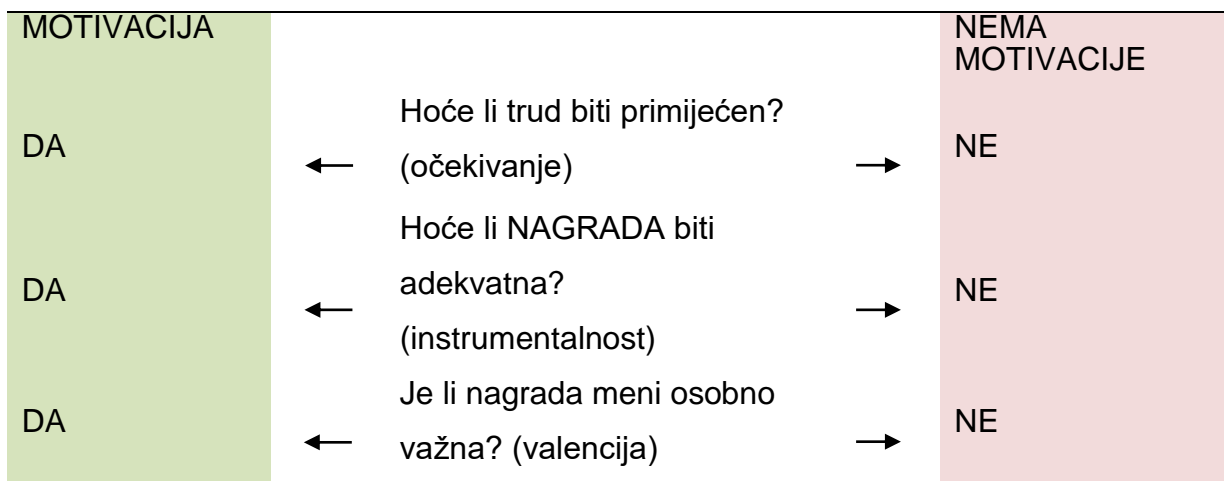 MOTIVACIJA
NEMA
MOTIVACIJE
DA
Hoće li trud biti primijećen?
(očekivanje)
NE
DA
Hoće li NAGRADA biti
adekvatna?
(instrumentalnost)
NE
DA
Je li nagrada meni osobno
važna? (valencija)
NE